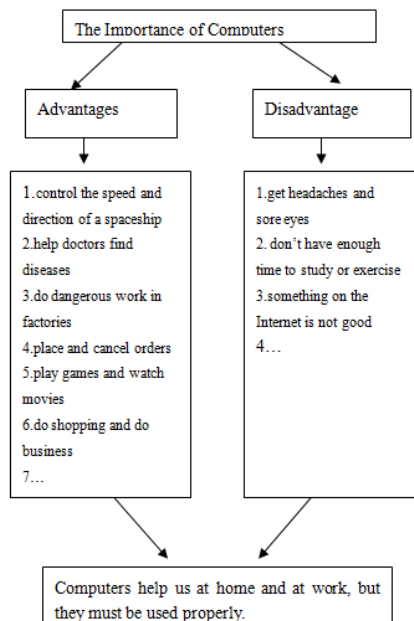 The Importance of Computers
Advantages
Disadvantage
1.control the speed and
direction of a spaceship
2.help doctors find
diseases
3.do dangerous work in
factories
4.place and cancel orders
5.play games and watch
movies
6.do shopping and do
business
7…
1.get headaches and
sore eyes
2. don’t have enough
time to study or exercise
3.something on the
Internet is not good
4…
Computers help us at home and at work, but
they must be used properly.